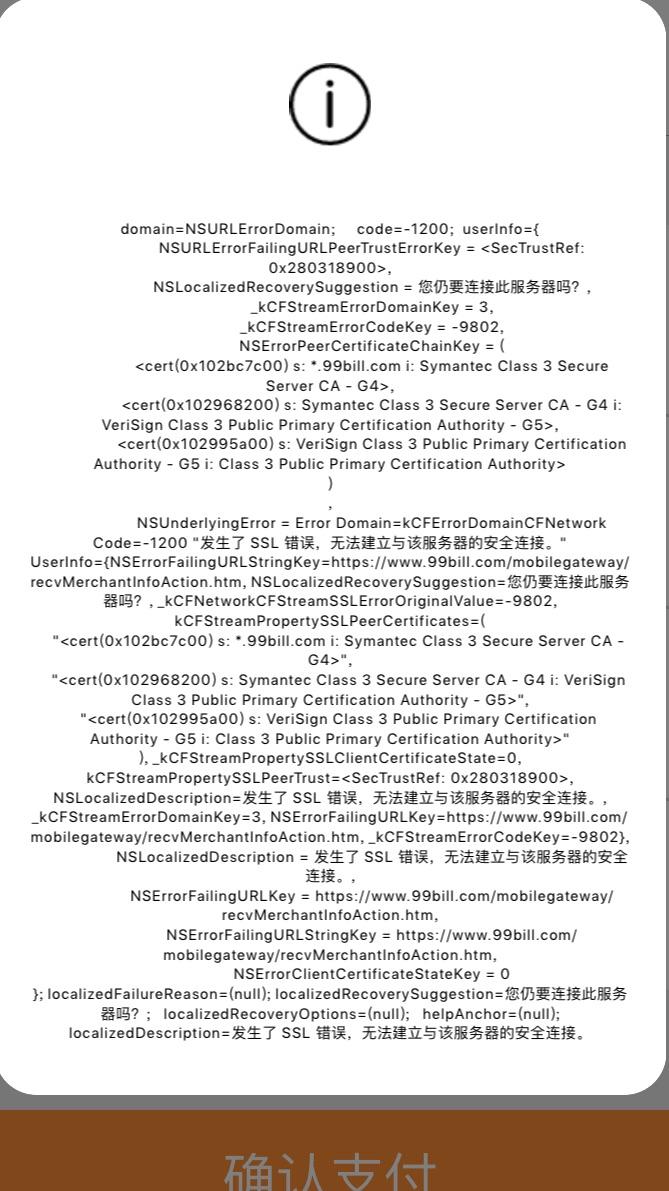 domain=NSURLErrorDomain; code=-1200; userInfo={
NSURLErrorFailingURLPeerTrustErrorKey = <SecTrustRef:
0x280318900>,
NSLocalizedRecoverySuggestion = 您仍要连接此服务器吗？,
_kCFStreamErrorDomainKey = 3,
_kCFStreamErrorCodeKey = -9802,
NSErrorPeerCertificateChainKey = (
<cert(0x102bc7c00) s: *.99bill.com i: Symantec Class 3 Secure
Server CA - G4>,
<cert(0x102968200) s: Symantec Class 3 Secure Server CA - G4 i:
VeriSign Class 3 Public Primary Certification Authority - G5>,
<cert(0x102995a00) s: VeriSign Class 3 Public Primary Certification
Authority - G5 i: Class 3 Public Primary Certification Authority>
)
,
NSUnderlyingError = Error Domain=kCFErrorDomainCFNetwork
Code=-1200 "发生了 SSL 错误，无法建立与该服务器的安全连接。"
UserInfo={NSErrorFailingURLStringKey=https://www.99bill.com/mobilegateway/
recvMerchantInfoAction.htm, NSLocalizedRecoverySuggestion=您仍要连接此服务
器吗？, _kCFNetworkCFStreamSSLErrorOriginalValue=-9802,
kCFStreamPropertySSLPeerCertificates=(
"<cert(0x102bc7c00) s: *.99bill.com i: Symantec Class 3 Secure Server CA -
G4>",
"<cert(0x102968200) s: Symantec Class 3 Secure Server CA - G4 i: VeriSign
Class 3 Public Primary Certification Authority - G5>",
"<cert(0x102995a00) s: VeriSign Class 3 Public Primary Certification
Authority - G5 i: Class 3 Public Primary Certification Authority>"
), _kCFStreamPropertySSLClientCertificateState=0,
kCFStreamPropertySSLPeerTrust=<SecTrustRef: 0x280318900>,
NSLocalizedDescription=发生了 SSL 错误，无法建立与该服务器的安全连接。,
_kCFStreamErrorDomainKey=3, NSErrorFailingURLKey=https://www.99bill.com/
mobilegateway/recvMerchantInfoAction.htm, _kCFStreamErrorCodeKey=-9802},
NSLocalizedDescription = 发生了 SSL 错误，无法建立与该服务器的安全
连接。,
NSErrorFailingURLKey = https://www.99bill.com/mobilegateway/
recvMerchantInfoAction.htm,
NSErrorFailingURLStringKey = https://www.99bill.com/
mobilegateway/recvMerchantInfoAction.htm,
NSErrorClientCertificateStateKey = 0
}; localizedFailureReason=(null); localizedRecoverySuggestion=您仍要连接此服务
器吗？; localizedRecoveryOptions=(null); helpAnchor=(null);
localizedDescription=发生了 SSL 错误，无法建立与该服务器的安全连接。
确认支付